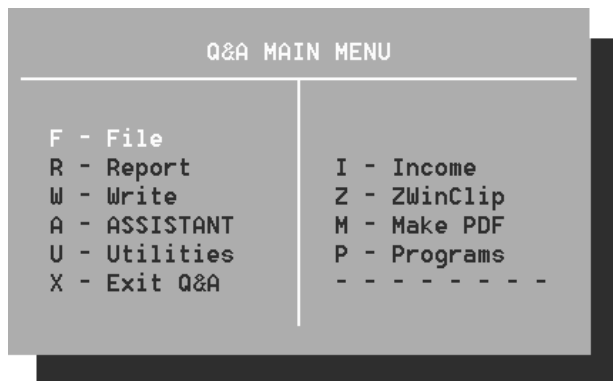 Q&A MAIN MENU
F - File
R - Report
W - Write
A - ASSISTANT
U - Utilities
X - Exit Q&A
I - Income
Z - ZWinClip
M - Make PDF
P - Programs
- - - - - - - -